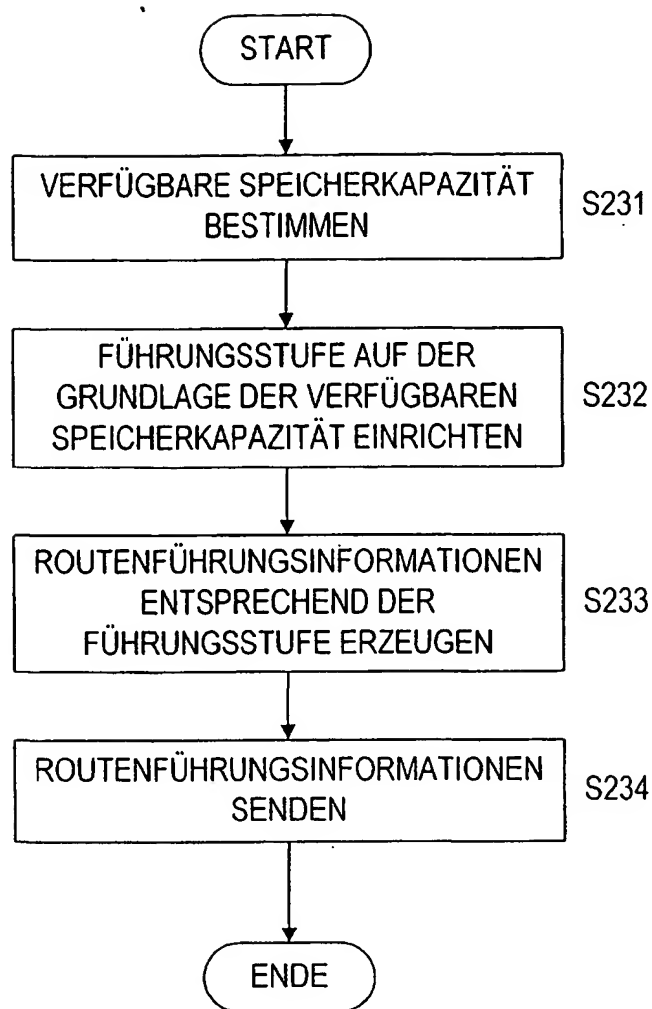 START
VERFÜGBARE SPEICHERKAPAZITÄT
BESTIMMEN
S231
FÜHRUNGSSTUFE AUF DER
GRUNDLAGE DER VERFÜGBAREN
SPEICHERKAPAZITÄT EINRICHTEN
S232
ROUTENFÜHRUNGSINFORMATIONEN
ENTSPRECHEND DER
FÜHRUNGSSTUFE ERZEUGEN
S233
ROUTENFÜHRUNGSINFORMATIONEN
SENDEN
S234
ENDE